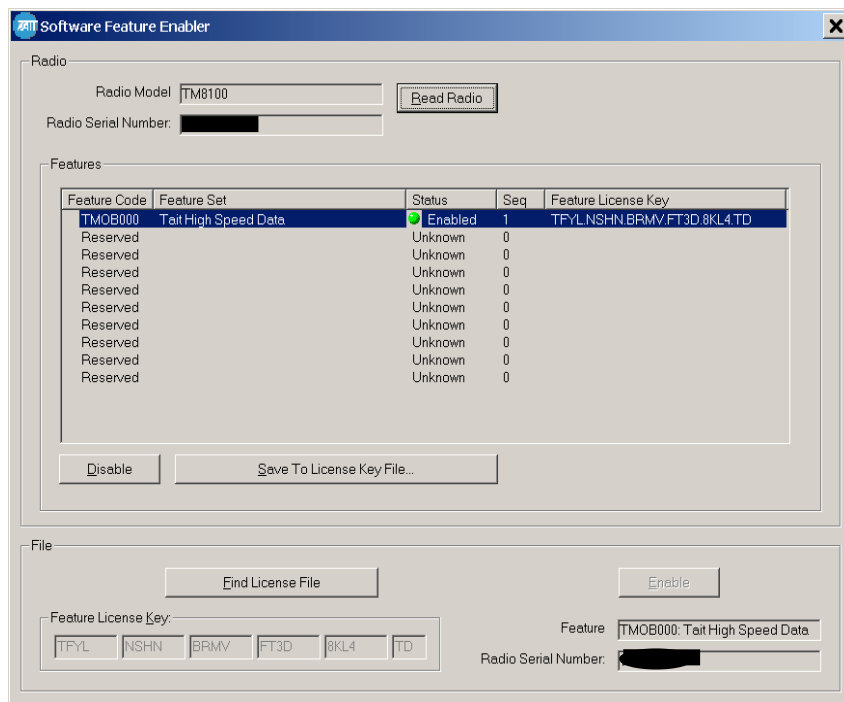 TAIT Software Feature Enabler
Radio
Radio Model TM8100 Read Radio
Radio Serial Number:
Features
Feature Code Feature Set Status Seq Feature License Key
TMOB000 Tait High Speed Data Enabled 1 TFYL.NSHN.BRMV.FT3D.8KL4.TD
Reserved Unknown 0
Reserved Unknown 0
Reserved Unknown 0
Reserved Unknown 0
Reserved Unknown 0
Reserved Unknown 0
Reserved Unknown 0
Reserved Unknown 0
Reserved Unknown 0
Disable Save To License Key File...
File
Find License File Enable
Feature License Key:
TFYL NSHN BRMV FT3D 8KL4 TD
Feature TMOB000: Tait High Speed Data
Radio Serial Number: